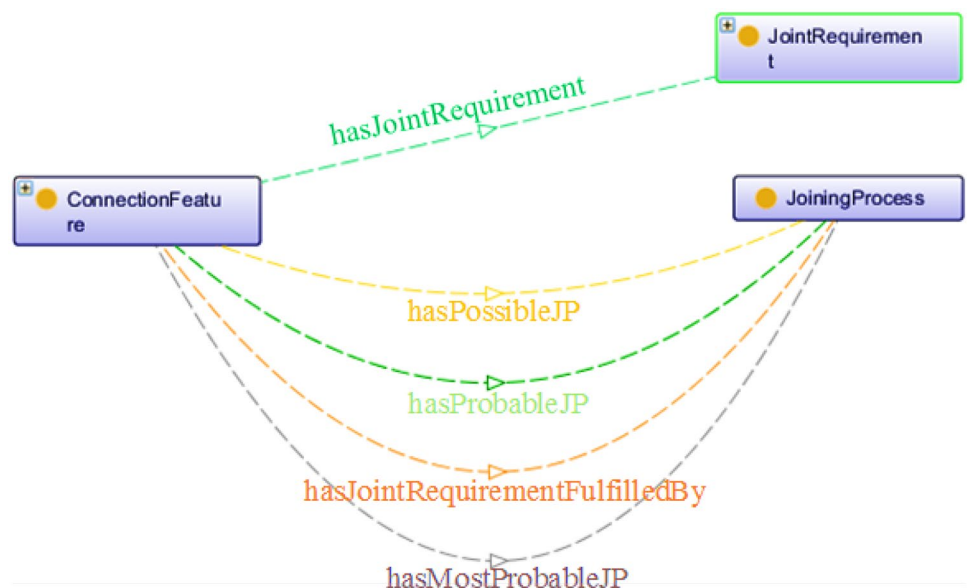 JointRequiremen
t
hasJointRequirement
ConnectionFeatu
re
JoiningProcess
hasPossibleJP
hasProbableJP
hasJointRequirementFulfilledBy
hasMostProbableJP